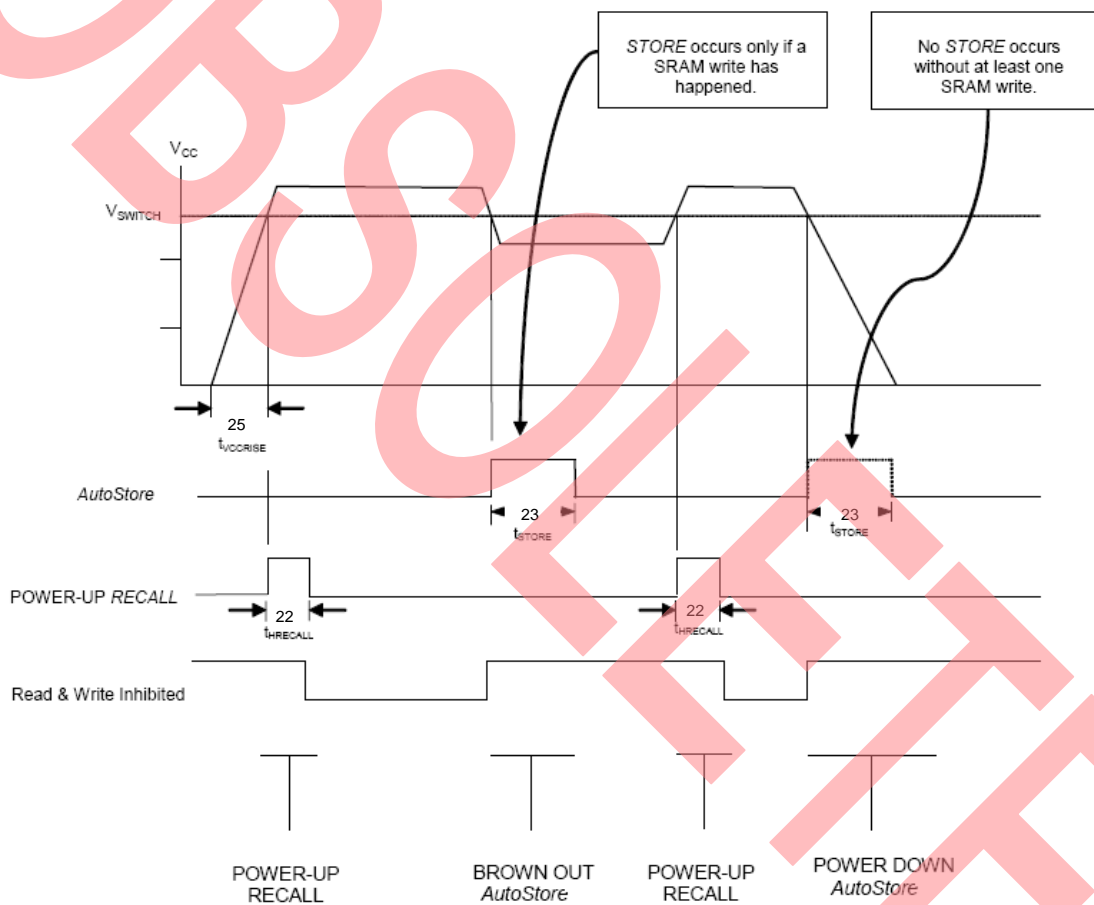 STORE occurs only if a
SRAM write has
happened.
No STORE occurs
without at least one
SRAM write.
VCC
VSWITCH
25
tVCCRISE
AutoStore
23
tSTORE
23
tSTORE
POWER-UP RECALL
22
tHRECALL
22
tHRECALL
Read & Write Inhibited
POWER-UP
RECALL
BROWN OUT
AutoStore
POWER-UP
RECALL
POWER DOWN
AutoStore
OBSOLETE